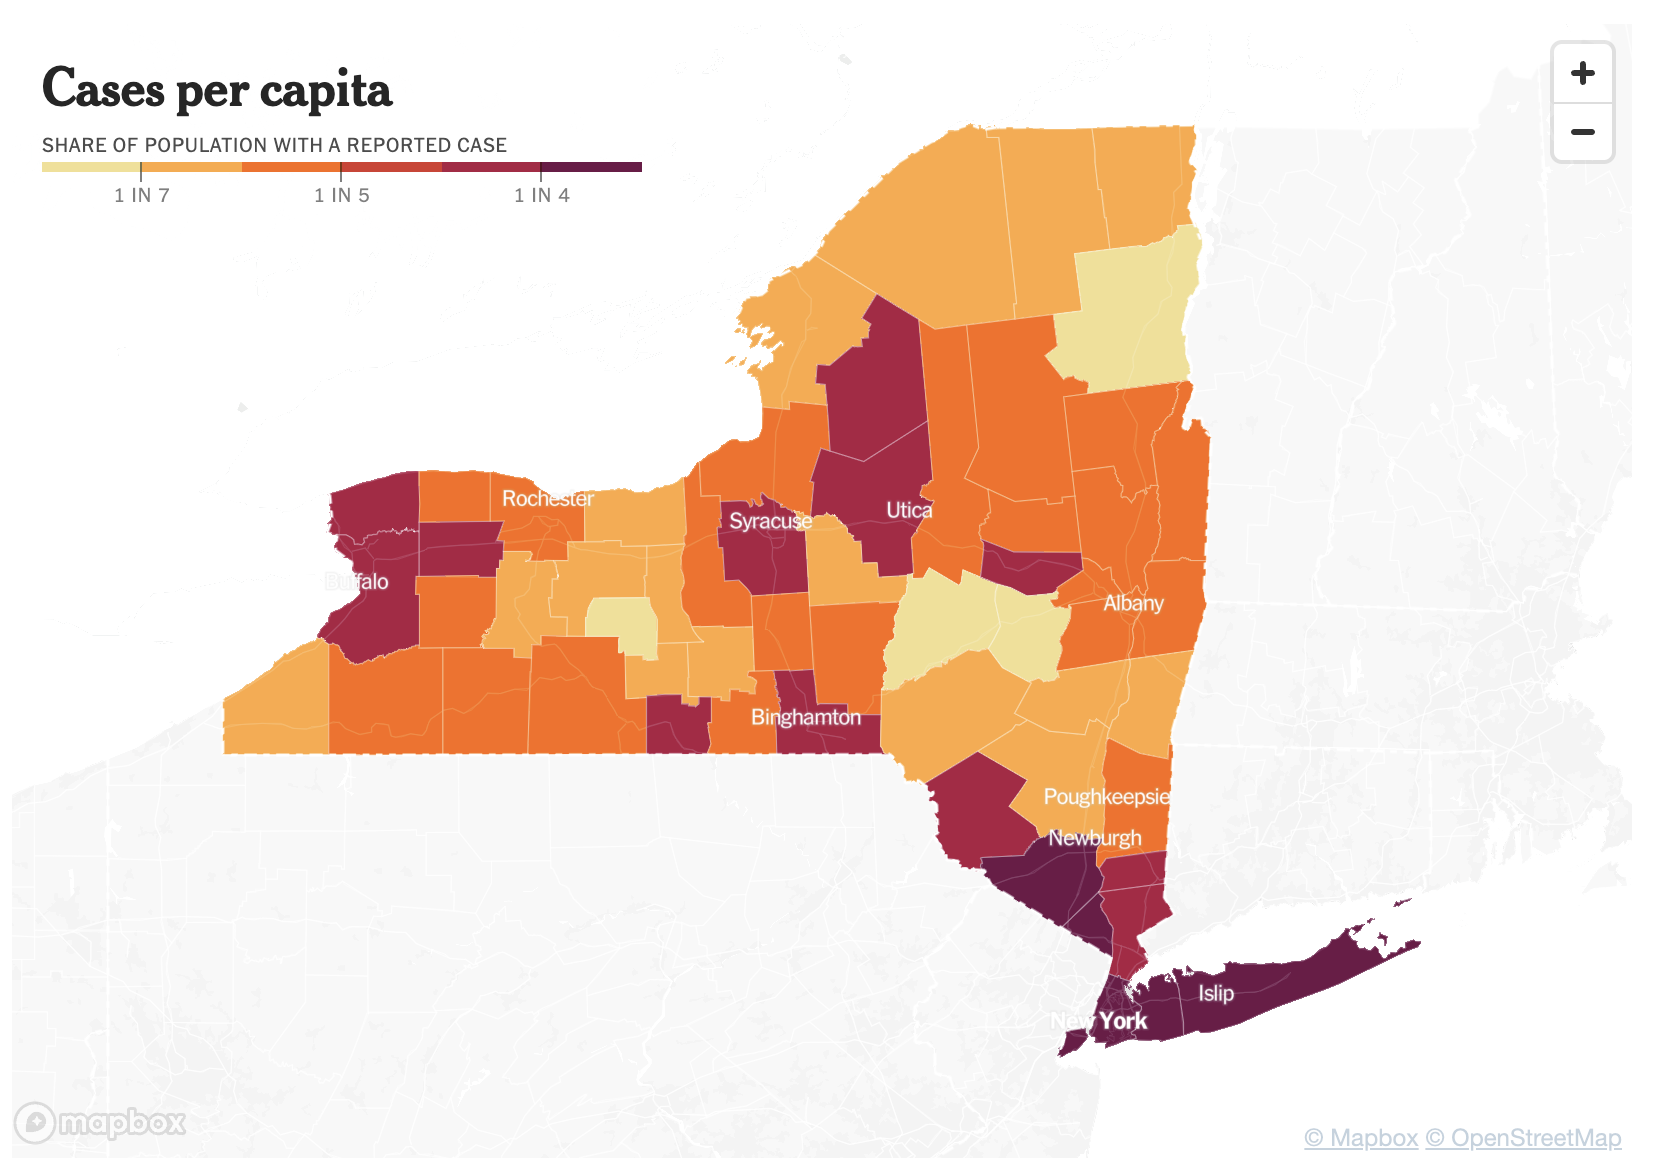 Cases per capita
SHARE OF POPULATION WITH A REPORTED CASE
1 IN 7
1 IN 5
1 IN 4
+
−
Rochester
Syracuse
Utica
Buffalo
Albany
Binghamton
Poughkeepsie
Newburgh
Islip
New York
mapbox
© Mapbox © OpenStreetMap